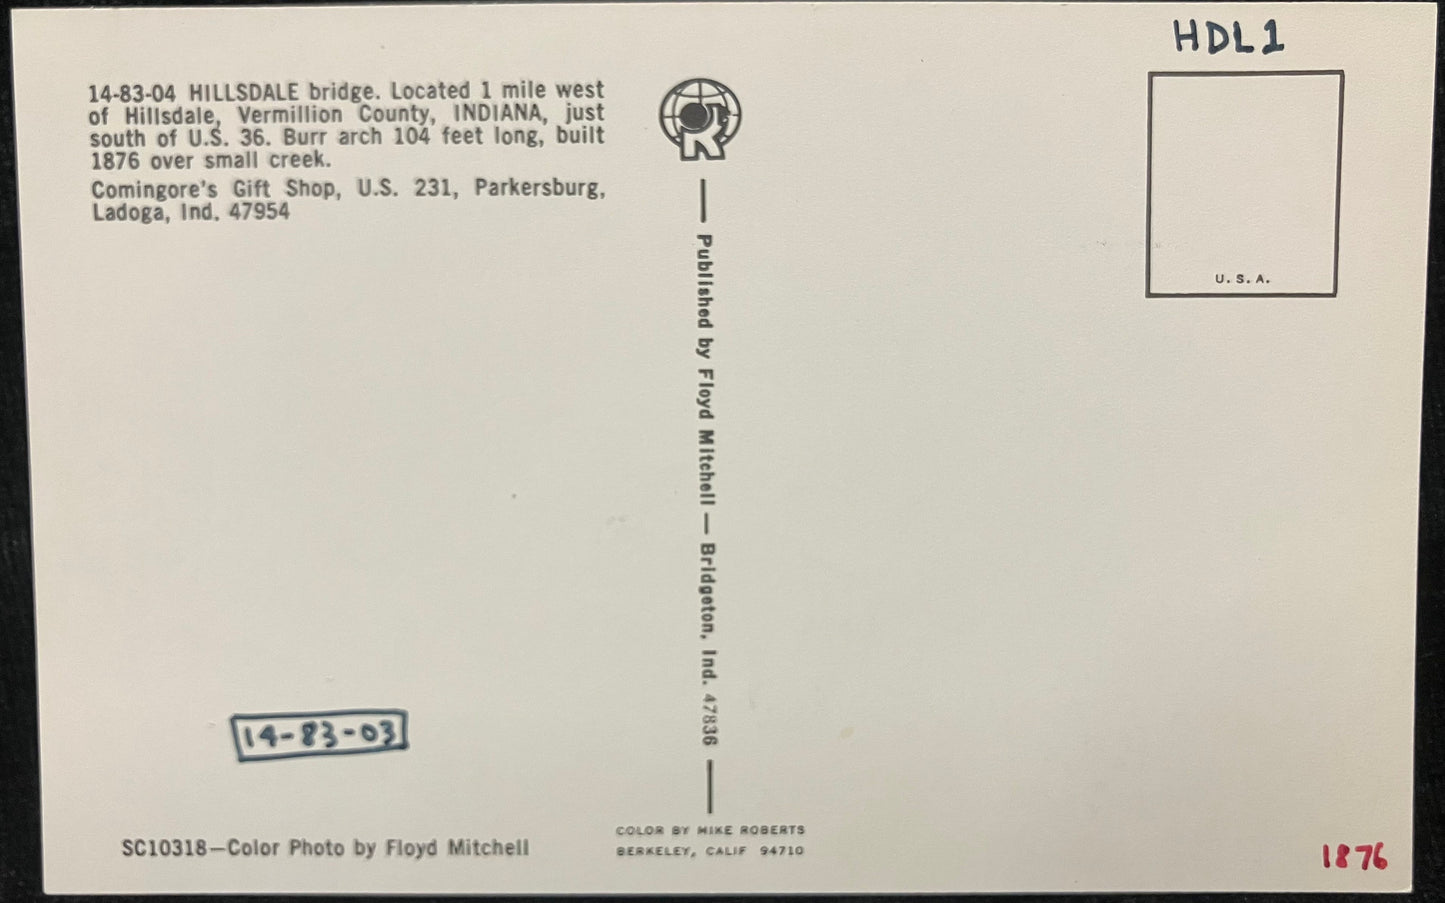 HDL1
14-83-04 HILLSDALE bridge. Located 1 mile west
of Hillsdale, Vermillion County, INDIANA, just
south of U.S. 36. Burr arch 104 feet long, built
1876 over small creek.
Comingore's Gift Shop, U.S. 231, Parkersburg,
Ladoga, Ind. 47954
R
Published by Floyd Mitchell — Bridgeton, Ind. 47836
U. S. A.
14-83-03
SC10318—Color Photo by Floyd Mitchell
COLOR BY MIKE ROBERTS
BERKELEY, CALIF 94710
1876